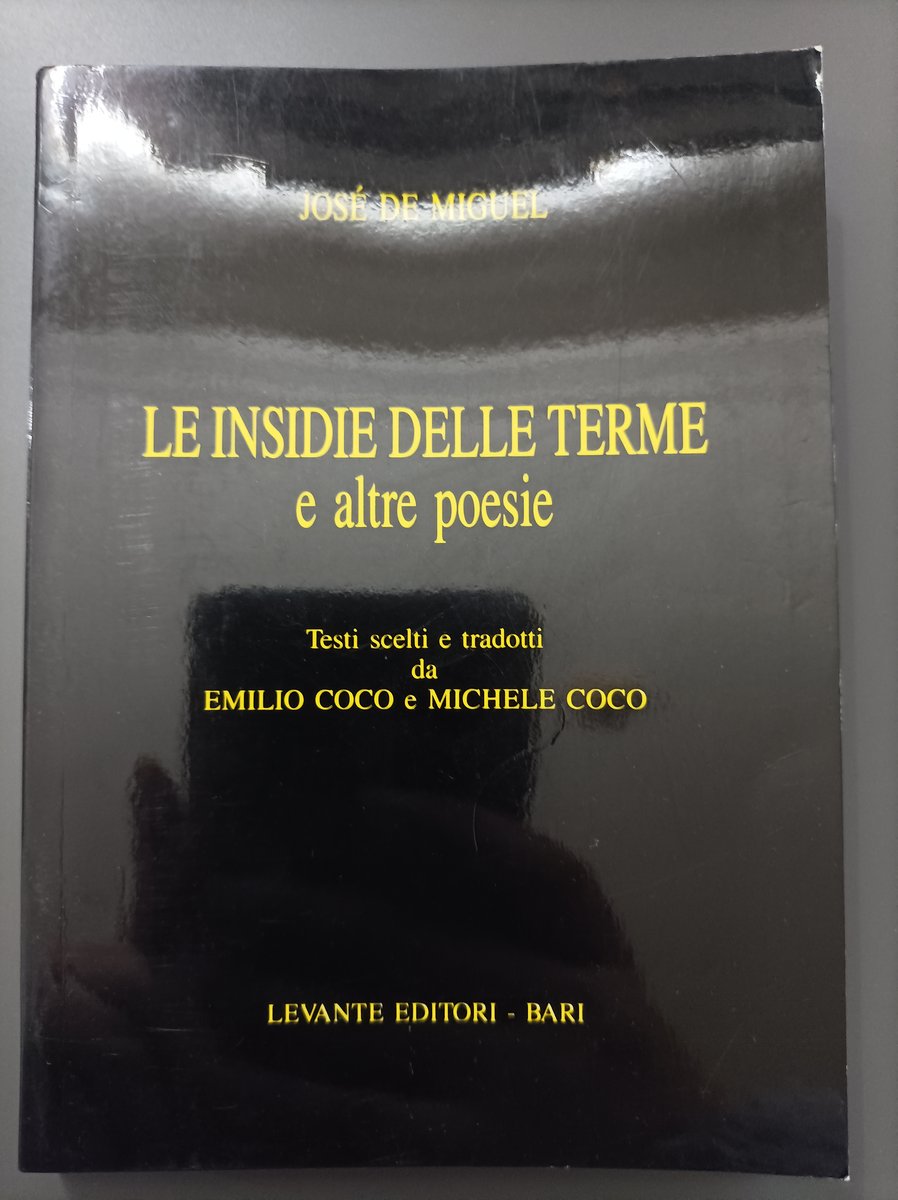 JOSÉ DE MIGUEL
LE INSIDIE DELLE TERME
e altre poesie
Testi scelti e tradotti
da
EMILIO COCO e MICHELE COCO
LEVANTE EDITORI - BARI